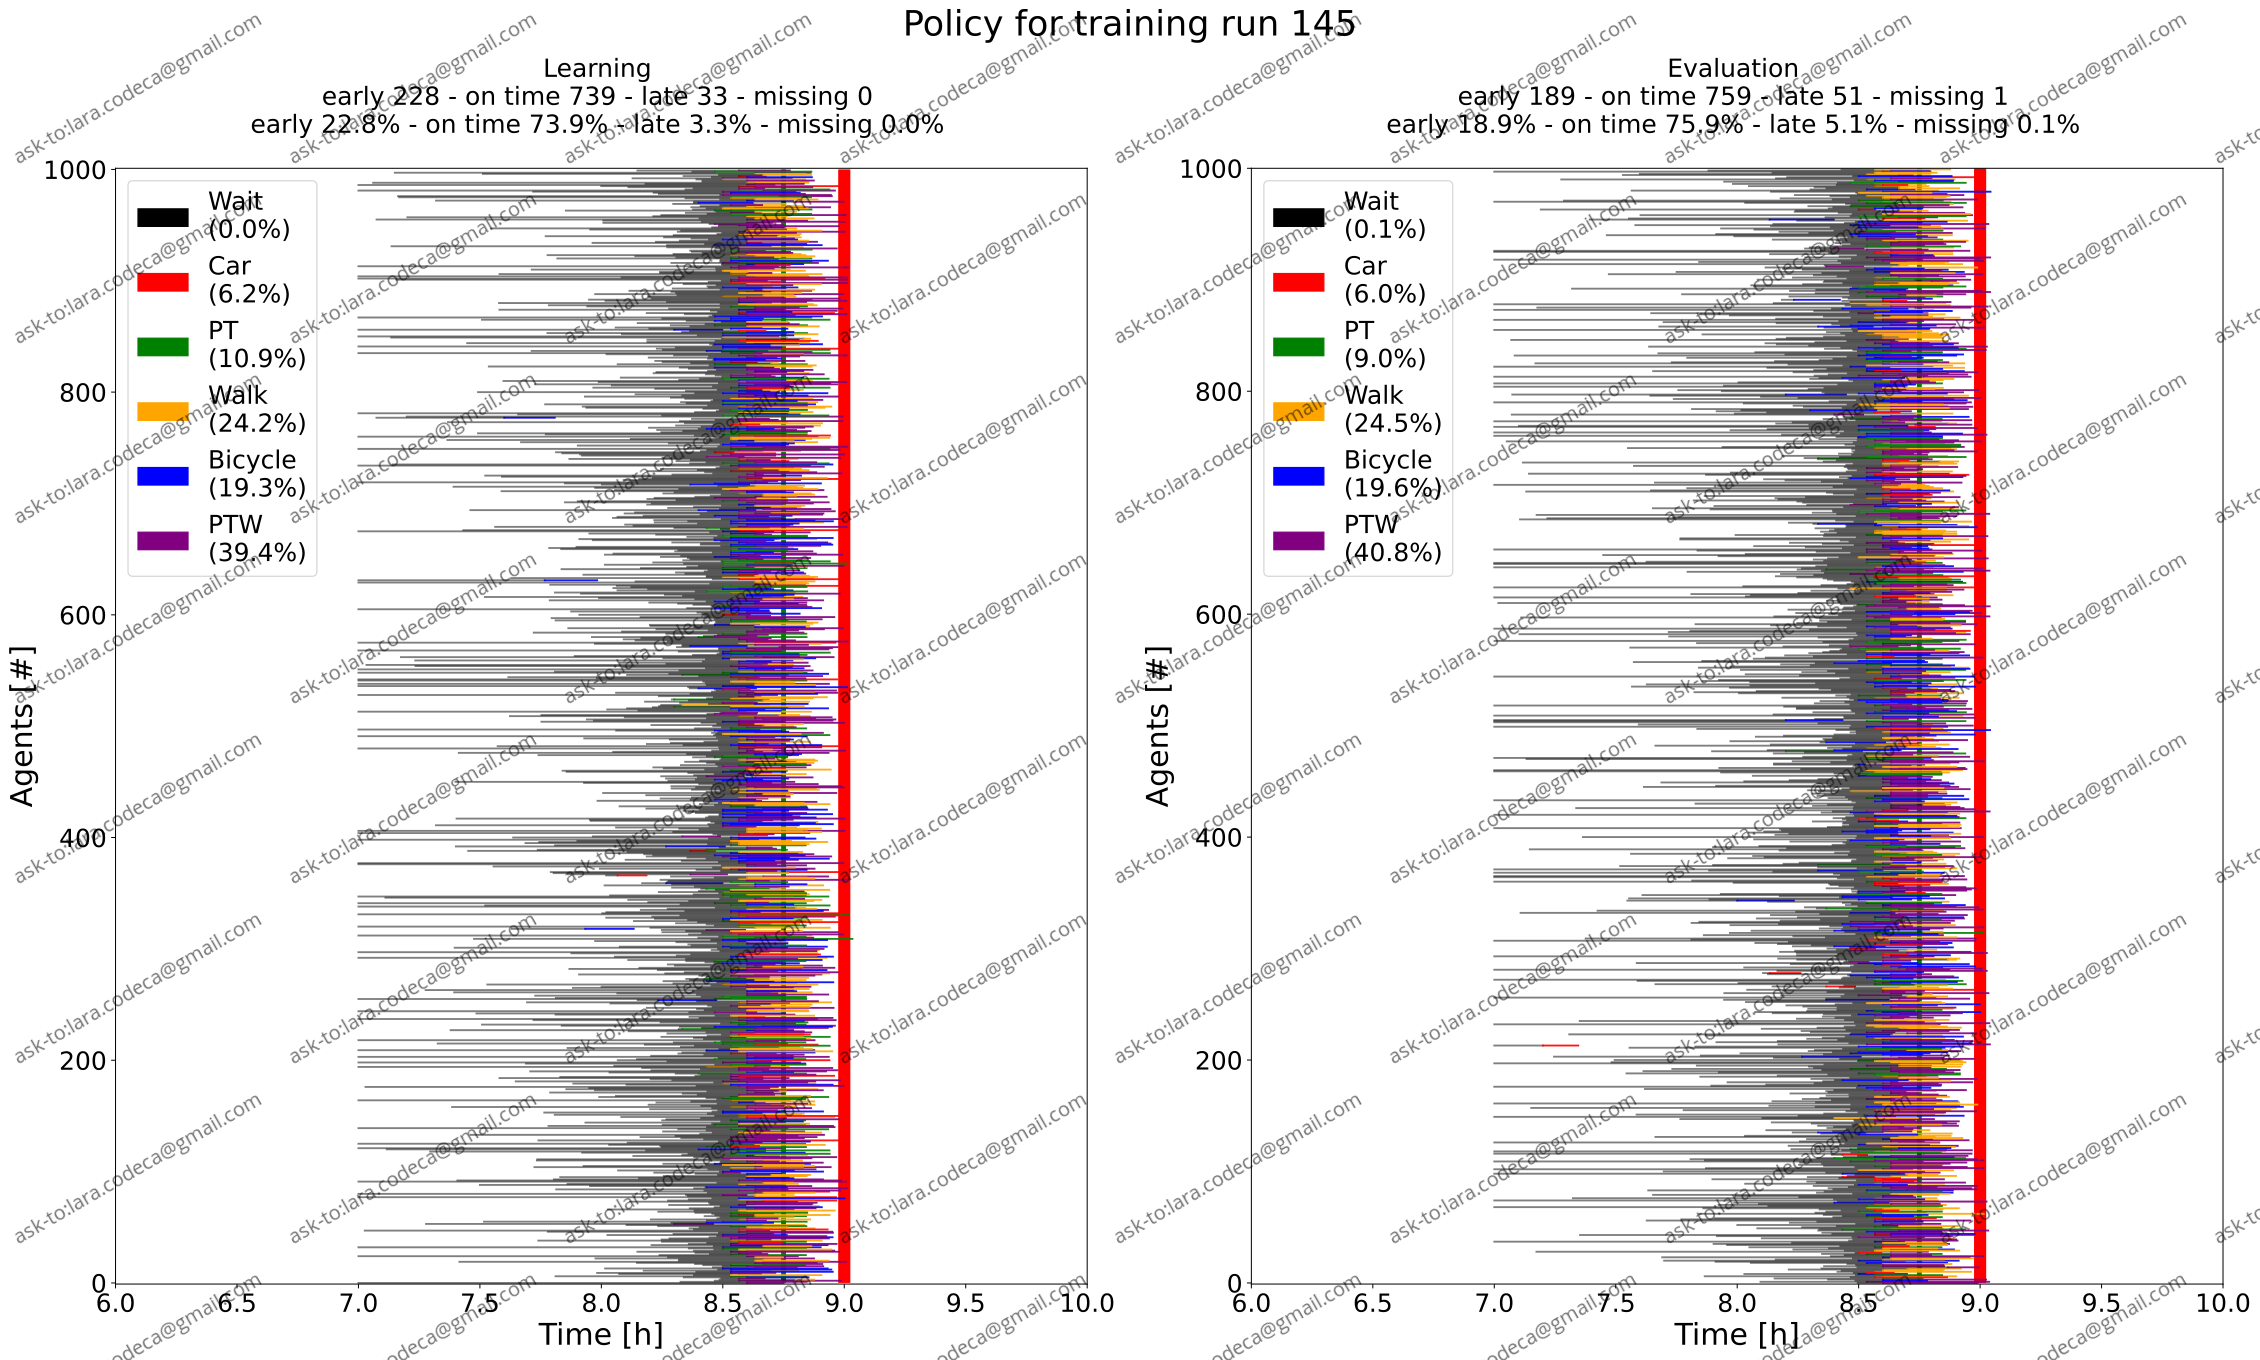 Policy for training run 145
Learning
early 228 - on time 739 - late 33 - missing 0
early 22.8% - on time 73.9% - late 3.3% - missing 0.0%
Wait
(0.0%)
Car
(6.2%)
PT
(10.9%)
Walk
(24.2%)
Bicycle
(19.3%)
PTW
(39.4%)
Agents [#]
1000
800
600
400
200
0
6.0 6.5 7.0 7.5 8.0 8.5 9.0 9.5 10.0
Time [h]
Evaluation
early 189 - on time 759 - late 51 - missing 1
early 18.9% - on time 75.9% - late 5.1% - missing 0.1%
Wait
(0.1%)
Car
(6.0%)
PT
(9.0%)
Walk
(24.5%)
Bicycle
(19.6%)
PTW
(40.8%)
Agents [#]
1000
800
600
400
200
0
6.0 6.5 7.0 7.5 8.0 8.5 9.0 9.5 10.0
Time [h]
ask-to:lara.codeca@gmail.com